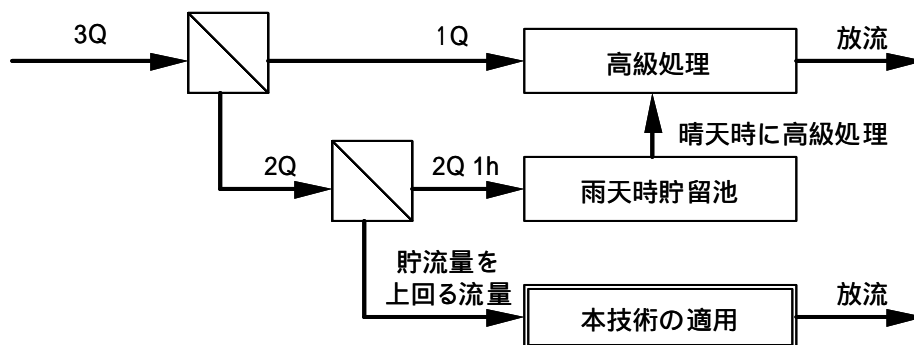 3Q
1Q
高級処理
放流
晴天時に高級処理
2Q
2Q 1h
雨天時貯留池
貯流量を
上回る流量
本技術の適用
放流